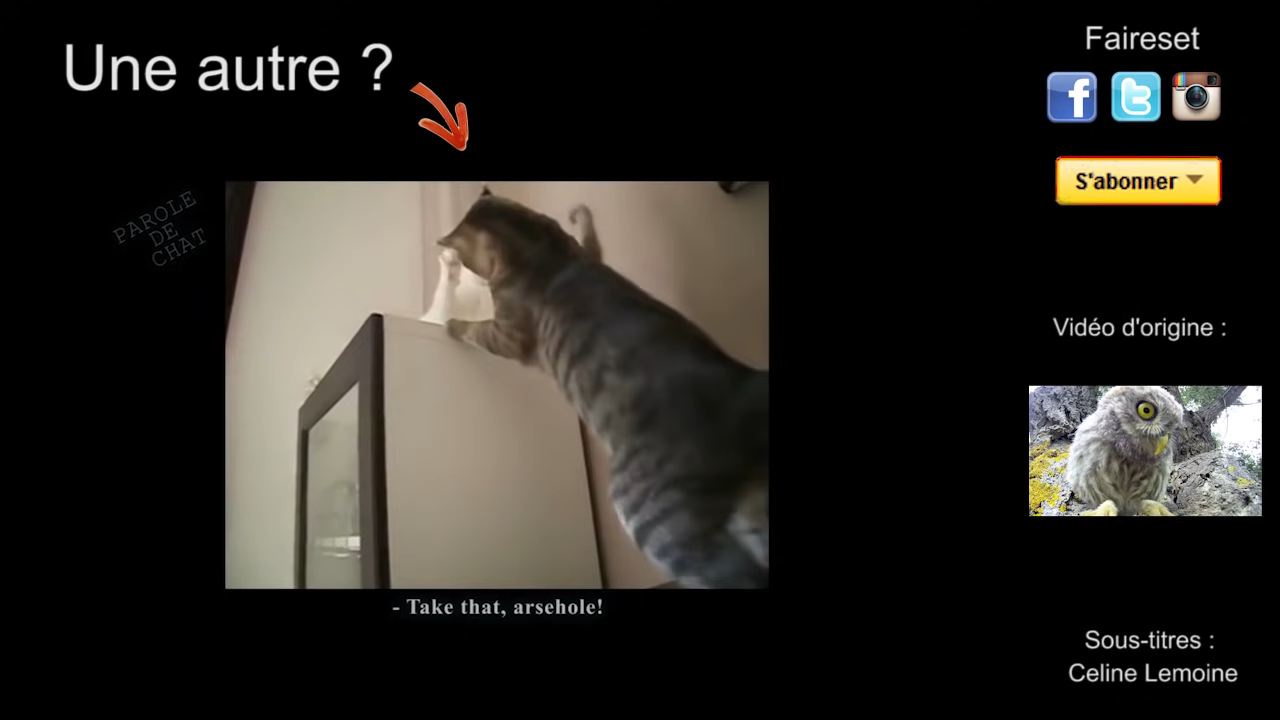 Une autre ?
Faireset
S'abonner
PAROLE
DE
CHAT
Vidéo d'origine :
- Take that, arsehole!
Sous-titres :
Celine Lemoine